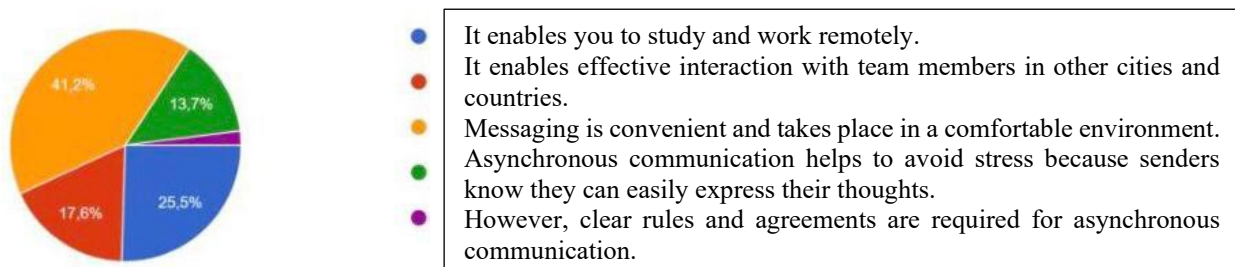 41,2%
13,7%
17,6%
25,5%
It enables you to study and work remotely.
It enables effective interaction with team members in other cities and
countries.
Messaging is convenient and takes place in a comfortable environment.
Asynchronous communication helps to avoid stress because senders
know they can easily express their thoughts.
However, clear rules and agreements are required for asynchronous
communication.